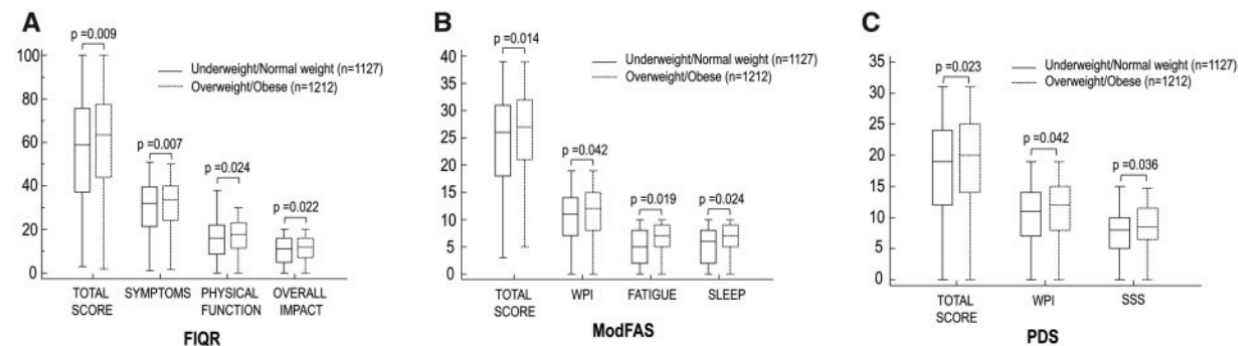 A
p =0.009
Underweight/Normal weight (n=1127)
Overweight/Obese (n=1212)
p =0.007
p =0.024
p =0.022
100
80
60
40
20
0
TOTAL SCORE
SYMPTOMS
PHYSICAL FUNCTION
OVERALL IMPACT
FIQR
B
p =0.014
Underweight/Normal weight (n=1127)
Overweight/Obese (n=1212)
p =0.042
p =0.019
p =0.024
40
35
30
25
20
15
10
5
0
TOTAL SCORE
WPI
FATIGUE
SLEEP
ModFAS
C
p =0.023
Underweight/Normal weight (n=1127)
Overweight/Obese (n=1212)
p =0.042
p =0.036
35
30
25
20
15
10
5
0
TOTAL SCORE
WPI
SSS
PDS